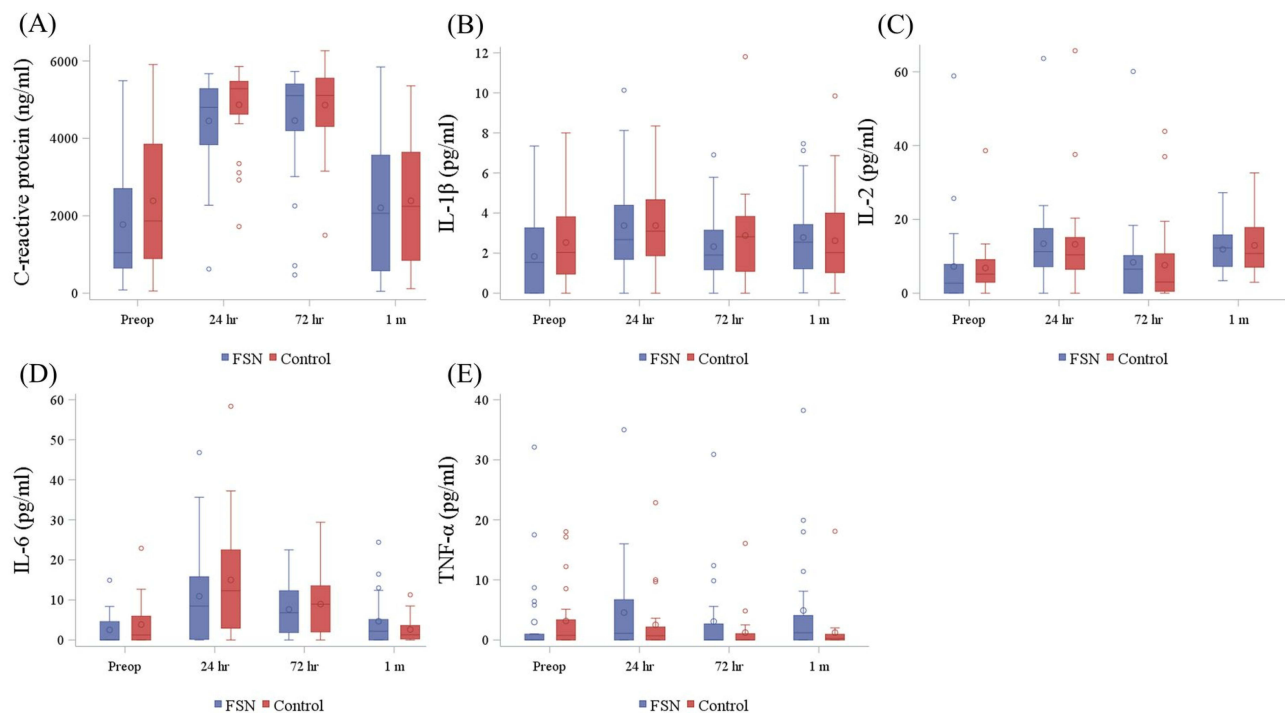 (A)
C-reactive protein (ng/ml)
6000
4000
2000
0
Preop 24 hr 72 hr 1 m
FSN Control
(B)
IL-1β (pg/ml)
12
10
8
6
4
2
0
Preop 24 hr 72 hr 1 m
FSN Control
(C)
IL-2 (pg/ml)
60
40
20
0
Preop 24 hr 72 hr 1 m
FSN Control
(D)
IL-6 (pg/ml)
60
50
40
30
20
10
0
Preop 24 hr 72 hr 1 m
FSN Control
(E)
TNF-α (pg/ml)
40
30
20
10
0
Preop 24 hr 72 hr 1 m
FSN Control